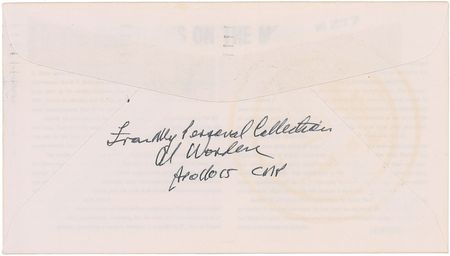 From My Personal Collection
Al Worden
Apollo 15 CMP